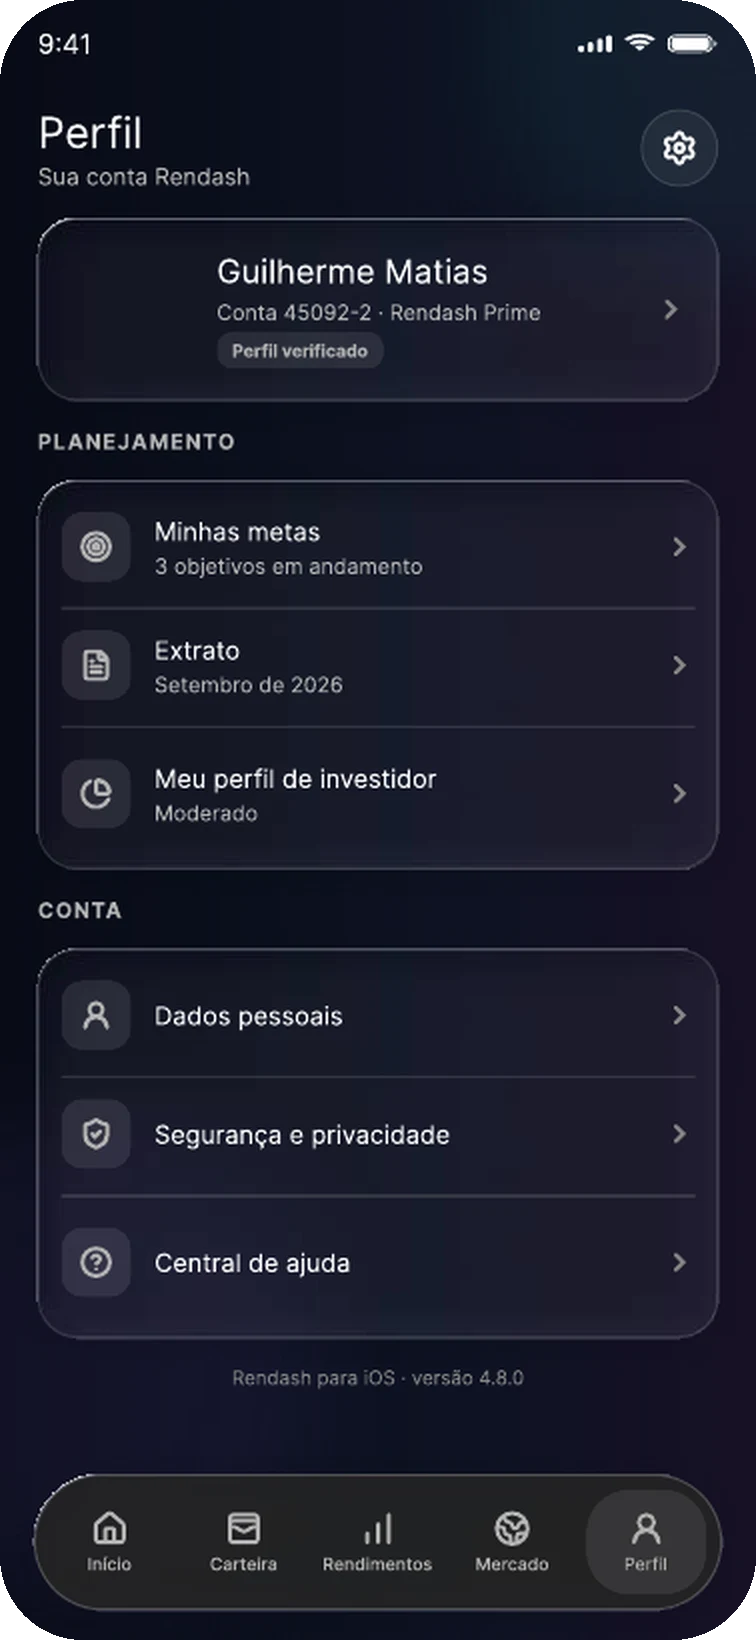 9:41
Perfil
Sua conta Rendash
Guilherme Matias
Conta 45092-2 · Rendash Prime
Perfil verificado
PLANEJAMENTO
Minhas metas
3 objetivos em andamento
Extrato
Setembro de 2026
Meu perfil de investidor
Moderado
CONTA
Dados pessoais
Segurança e privacidade
Central de ajuda
Rendash para iOS · versão 4.8.0
Início
Carteira
Rendimentos
Mercado
Perfil